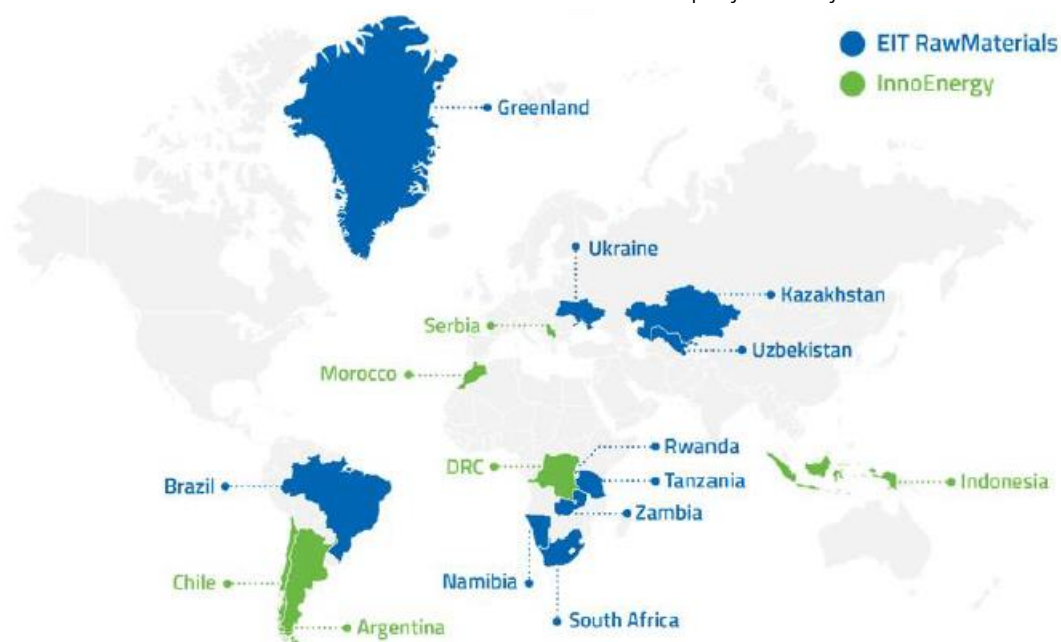 EIT RawMaterials
InnoEnergy
Greenland
Ukraine
Kazakhstan
Serbia
Uzbekistan
Morocco
Rwanda
DRC
Tanzania
Brazil
Indonesia
Zambia
Chile
Namibia
South Africa
Argentina